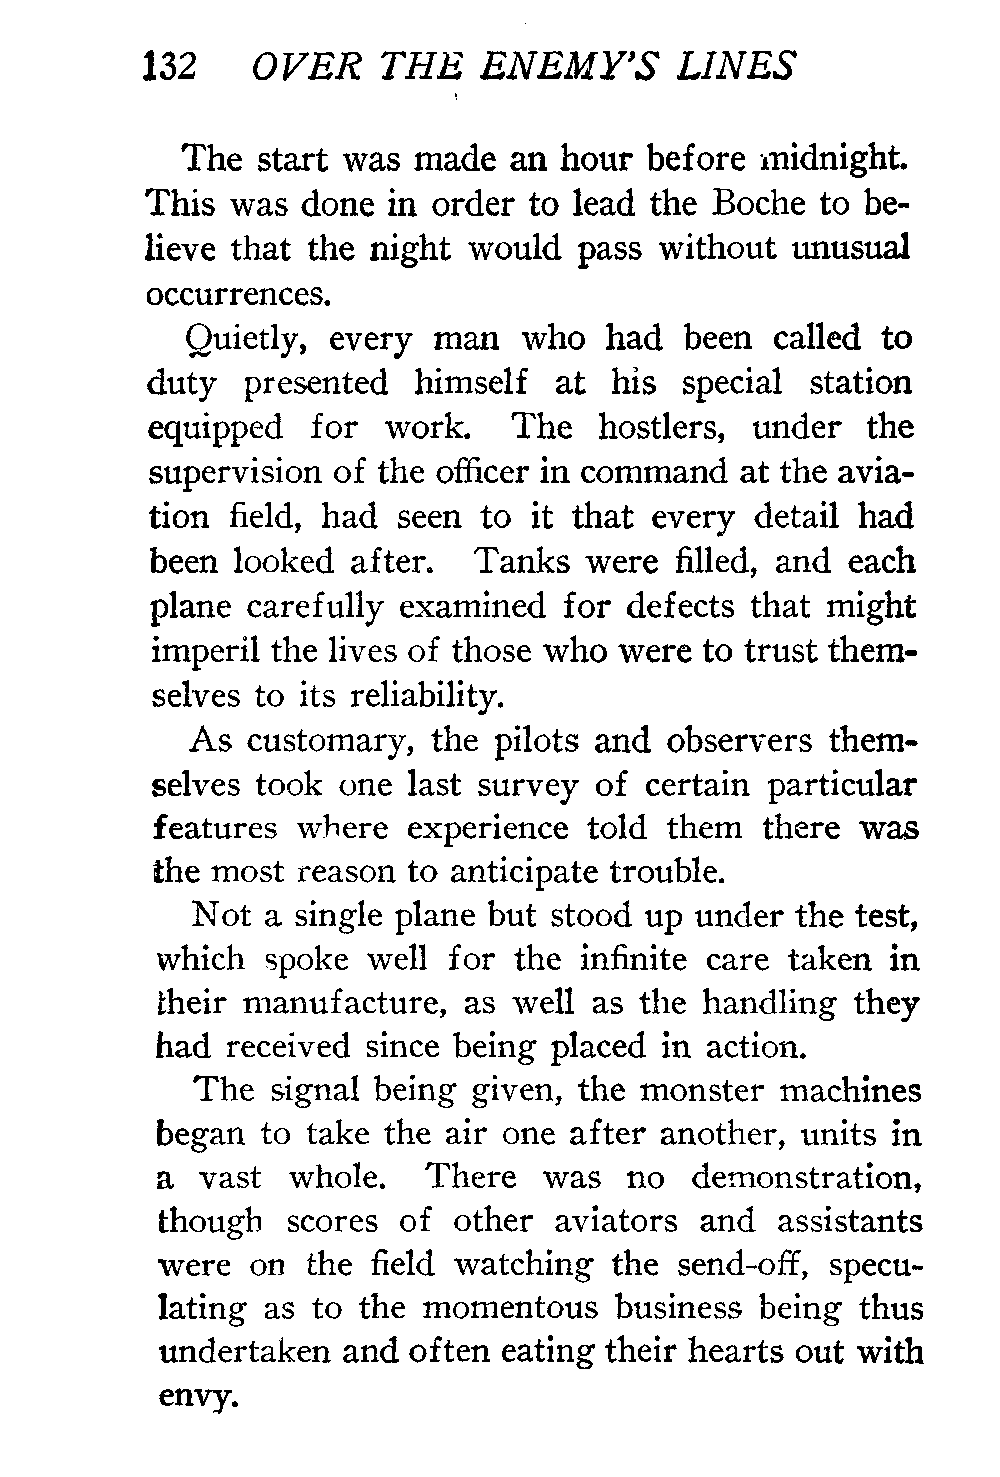 132 OVER THE ENEMY'S LINES
The start was made an hour before midnight.
This was done in order to lead the Boche to be-
lieve that the night would pass without unusual
occurrences.
Quietly, every man who had been called to
duty presented himself at his special station
equipped for work. The hostlers, under the
supervision of the officer in command at the avia-
tion field, had seen to it that every detail had
been looked after. Tanks were filled, and each
plane carefully examined for defects that might
imperil the lives of those who were to trust them-
selves to its reliability.
As customary, the pilots and observers them-
selves took one last survey of certain particular
features where experience told them there was
the most reason to anticipate trouble.
Not a single plane but stood up under the test,
which spoke well for the infinite care taken in
their manufacture, as well as the handling they
had received since being placed in action.
The signal being given, the monster machines
began to take the air one after another, units in
a vast whole. There was no demonstration,
though scores of other aviators and assistants
were on the field watching the send-off, specu-
lating as to the momentous business being thus
undertaken and often eating their hearts out with
envy.